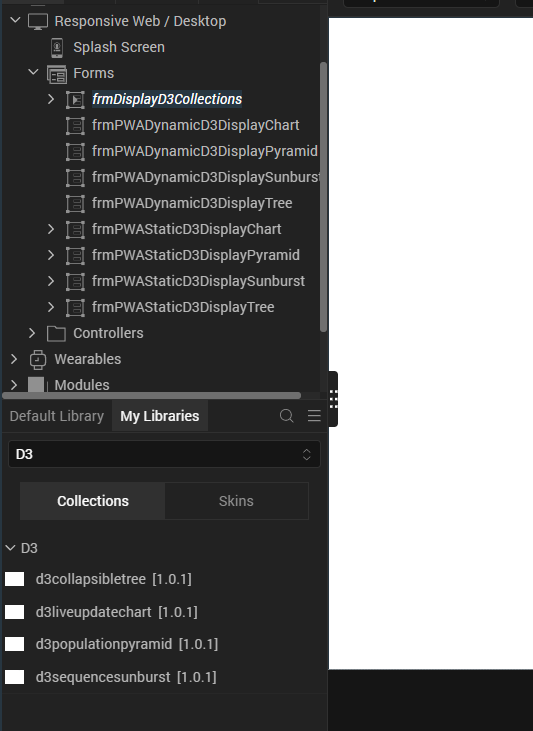 Responsive Web / Desktop
Splash Screen
Forms
frmDisplayD3Collections
frmPWADynamicD3DisplayChart
frmPWADynamicD3DisplayPyramid
frmPWADynamicD3DisplaySunburst
frmPWADynamicD3DisplayTree
frmPWAStaticD3DisplayChart
frmPWAStaticD3DisplayPyramid
frmPWAStaticD3DisplaySunburst
frmPWAStaticD3DisplayTree
Controllers
Wearables
Modules
Default Library My Libraries
D3
Collections Skins
D3
d3collapsibletree [1.0.1]
d3liveupdatechart [1.0.1]
d3populationpyramid [1.0.1]
d3sequencesunburst [1.0.1]